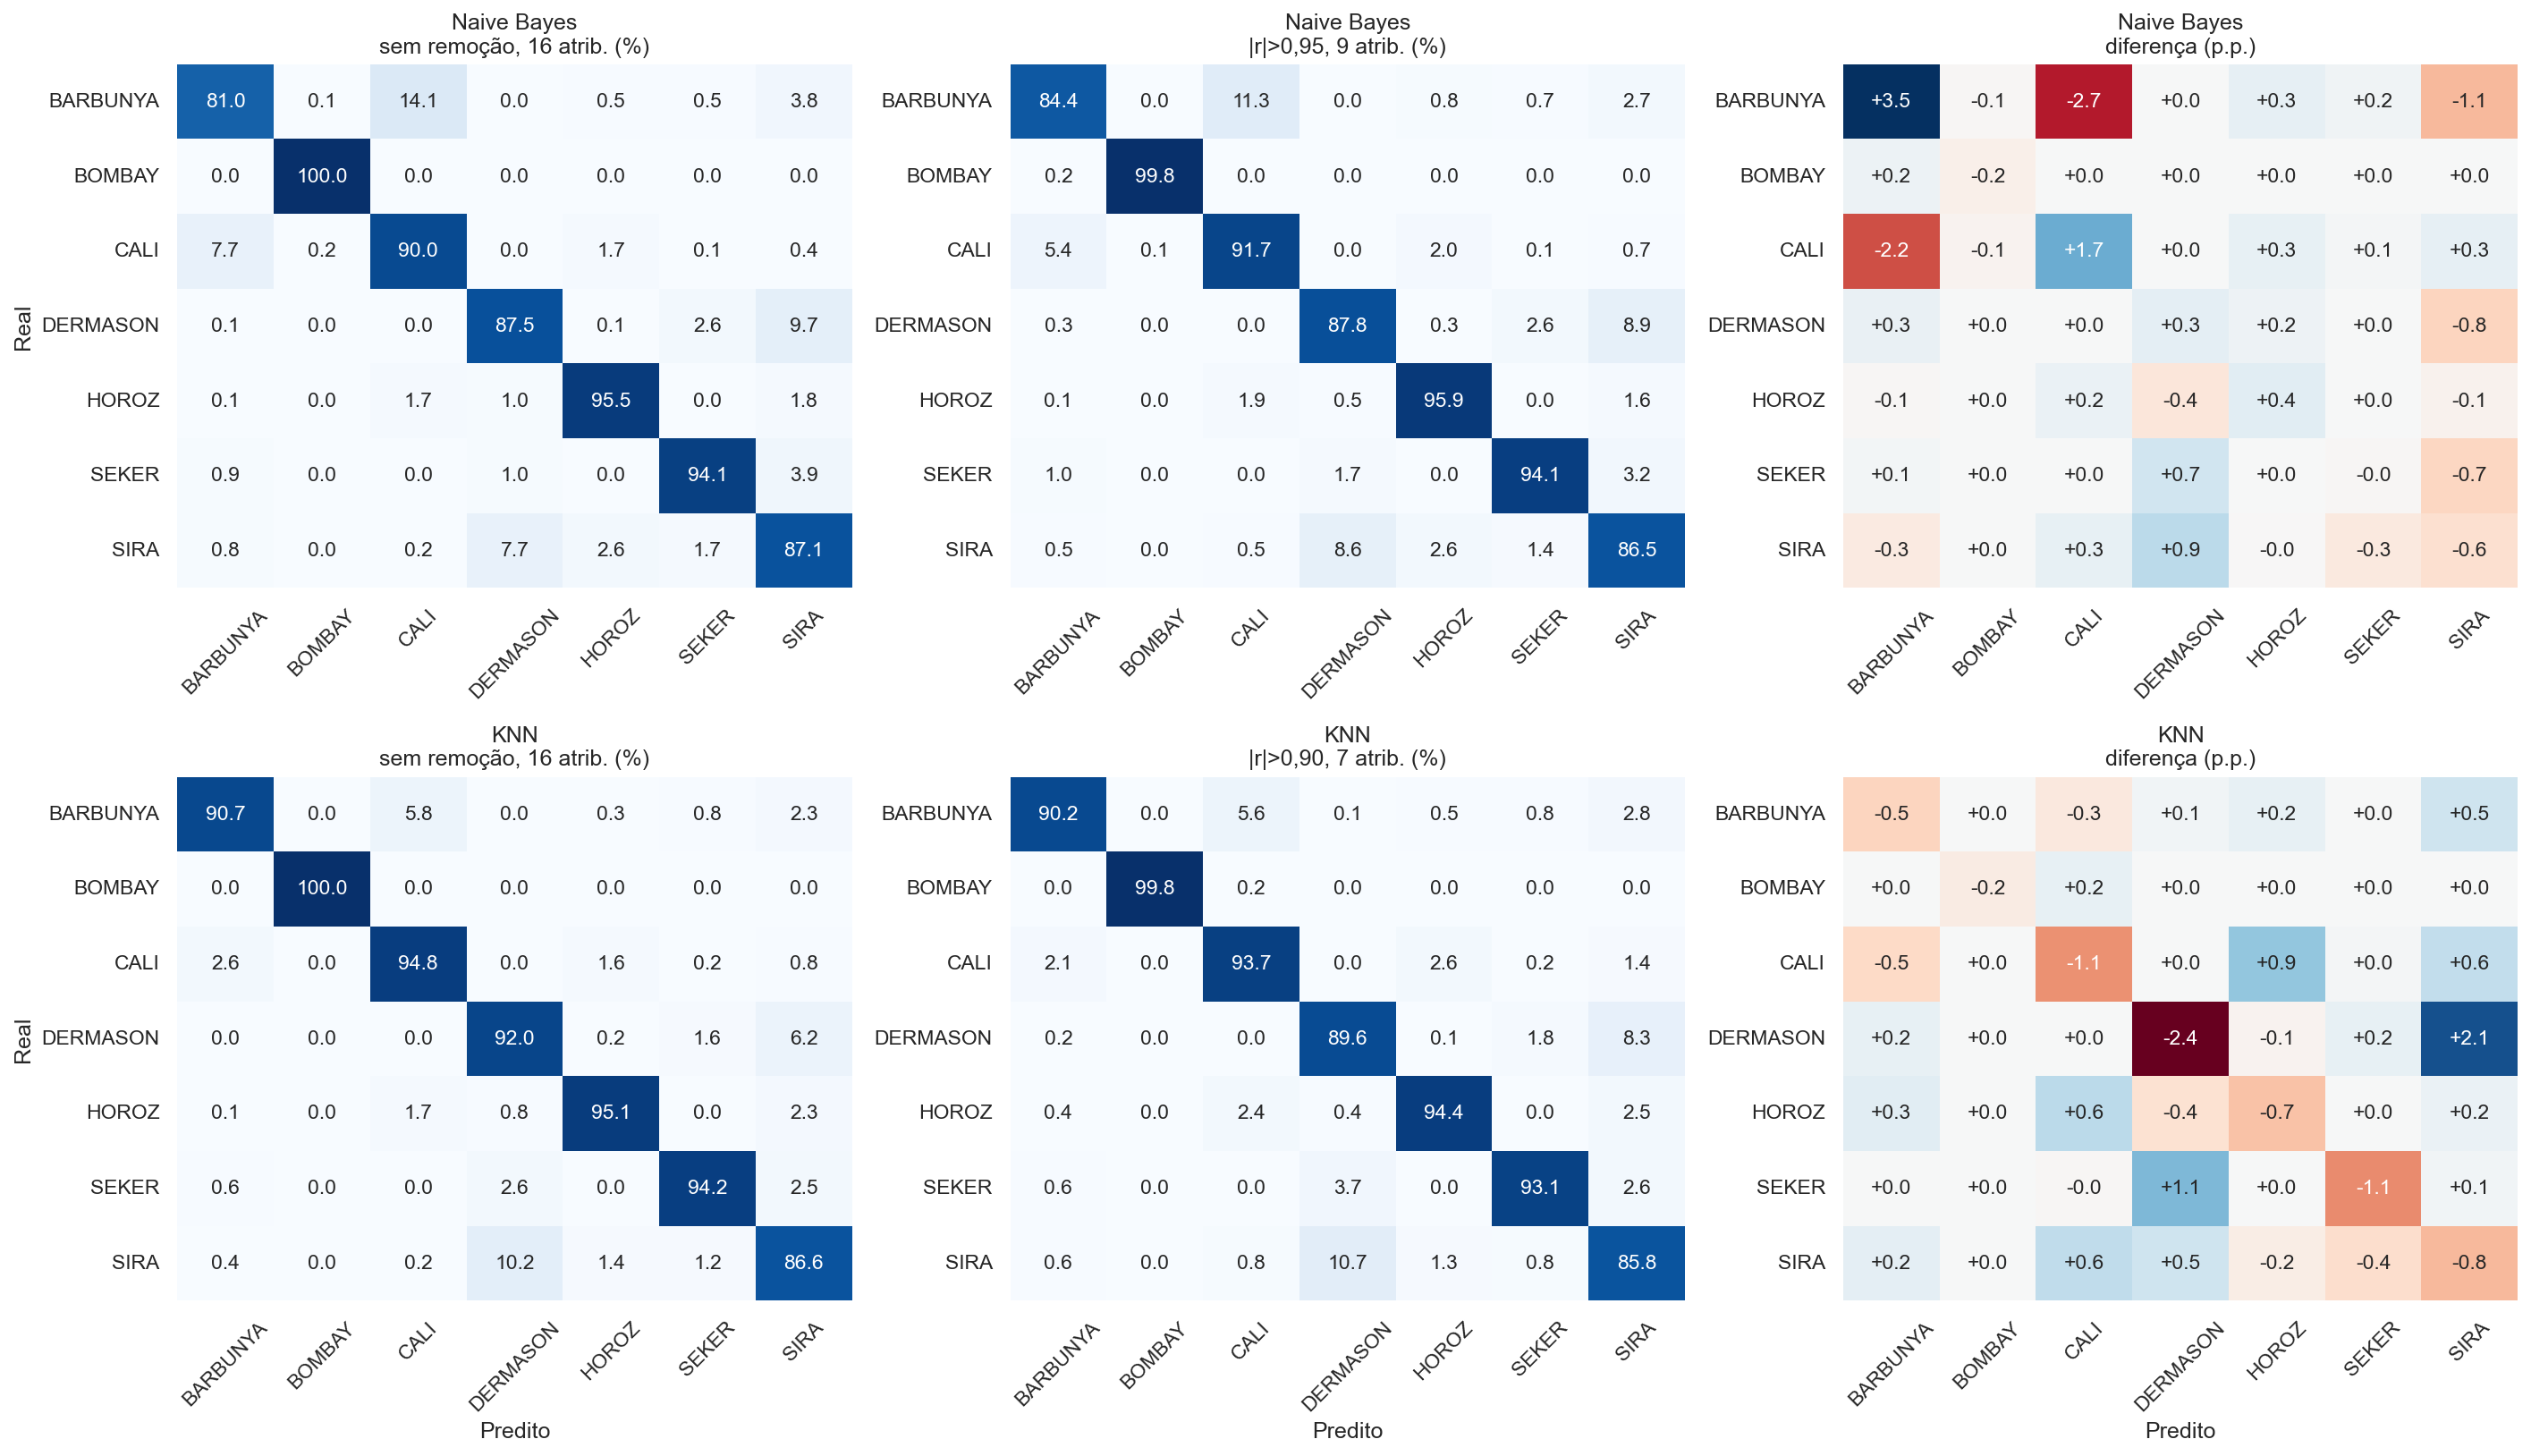 Naive Bayes
sem remoção, 16 atrib. (%)
Naive Bayes
|r|>0,95, 9 atrib. (%)
Naive Bayes
diferença (p.p.)
Real
BARBUNYA 81.0 0.1 14.1 0.0 0.5 0.5 3.8
BOMBAY 0.0 100.0 0.0 0.0 0.0 0.0 0.0
CALI 7.7 0.2 90.0 0.0 1.7 0.1 0.4
DERMASON 0.1 0.0 0.0 87.5 0.1 2.6 9.7
HOROZ 0.1 0.0 1.7 1.0 95.5 0.0 1.8
SEKER 0.9 0.0 0.0 1.0 0.0 94.1 3.9
SIRA 0.8 0.0 0.2 7.7 2.6 1.7 87.1
BARBUNYA BOMBAY CALI DERMASON HOROZ SEKER SIRA
BARBUNYA 84.4 0.0 11.3 0.0 0.8 0.7 2.7
BOMBAY 0.2 99.8 0.0 0.0 0.0 0.0 0.0
CALI 5.4 0.1 91.7 0.0 2.0 0.1 0.7
DERMASON 0.3 0.0 0.0 87.8 0.3 2.6 8.9
HOROZ 0.1 0.0 1.9 0.5 95.9 0.0 1.6
SEKER 1.0 0.0 0.0 1.7 0.0 94.1 3.2
SIRA 0.5 0.0 0.5 8.6 2.6 1.4 86.5
BARBUNYA BOMBAY CALI DERMASON HOROZ SEKER SIRA
BARBUNYA +3.5 -0.1 -2.7 +0.0 +0.3 +0.2 -1.1
BOMBAY +0.2 -0.2 +0.0 +0.0 +0.0 +0.0 +0.0
CALI -2.2 -0.1 +1.7 +0.0 +0.3 +0.1 +0.3
DERMASON +0.3 +0.0 +0.0 +0.3 +0.2 +0.0 -0.8
HOROZ -0.1 +0.0 +0.2 -0.4 +0.4 +0.0 -0.1
SEKER +0.1 +0.0 +0.0 +0.7 +0.0 -0.0 -0.7
SIRA -0.3 +0.0 +0.3 +0.9 -0.0 -0.3 -0.6
BARBUNYA BOMBAY CALI DERMASON HOROZ SEKER SIRA
KNN
sem remoção, 16 atrib. (%)
KNN
|r|>0,90, 7 atrib. (%)
KNN
diferença (p.p.)
Real
BARBUNYA 90.7 0.0 5.8 0.0 0.3 0.8 2.3
BOMBAY 0.0 100.0 0.0 0.0 0.0 0.0 0.0
CALI 2.6 0.0 94.8 0.0 1.6 0.2 0.8
DERMASON 0.0 0.0 0.0 92.0 0.2 1.6 6.2
HOROZ 0.1 0.0 1.7 0.8 95.1 0.0 2.3
SEKER 0.6 0.0 0.0 2.6 0.0 94.2 2.5
SIRA 0.4 0.0 0.2 10.2 1.4 1.2 86.6
BARBUNYA BOMBAY CALI DERMASON HOROZ SEKER SIRA
Predito
BARBUNYA 90.2 0.0 5.6 0.1 0.5 0.8 2.8
BOMBAY 0.0 99.8 0.2 0.0 0.0 0.0 0.0
CALI 2.1 0.0 93.7 0.0 2.6 0.2 1.4
DERMASON 0.2 0.0 0.0 89.6 0.1 1.8 8.3
HOROZ 0.4 0.0 2.4 0.4 94.4 0.0 2.5
SEKER 0.6 0.0 0.0 3.7 0.0 93.1 2.6
SIRA 0.6 0.0 0.8 10.7 1.3 0.8 85.8
BARBUNYA BOMBAY CALI DERMASON HOROZ SEKER SIRA
Predito
BARBUNYA -0.5 +0.0 -0.3 +0.1 +0.2 +0.0 +0.5
BOMBAY +0.0 -0.2 +0.2 +0.0 +0.0 +0.0 +0.0
CALI -0.5 +0.0 -1.1 +0.0 +0.9 +0.0 +0.6
DERMASON +0.2 +0.0 +0.0 -2.4 -0.1 +0.2 +2.1
HOROZ +0.3 +0.0 +0.6 -0.4 -0.7 +0.0 +0.2
SEKER +0.0 +0.0 -0.0 +1.1 +0.0 -1.1 +0.1
SIRA +0.2 +0.0 +0.6 +0.5 -0.2 -0.4 -0.8
BARBUNYA BOMBAY CALI DERMASON HOROZ SEKER SIRA
Predito